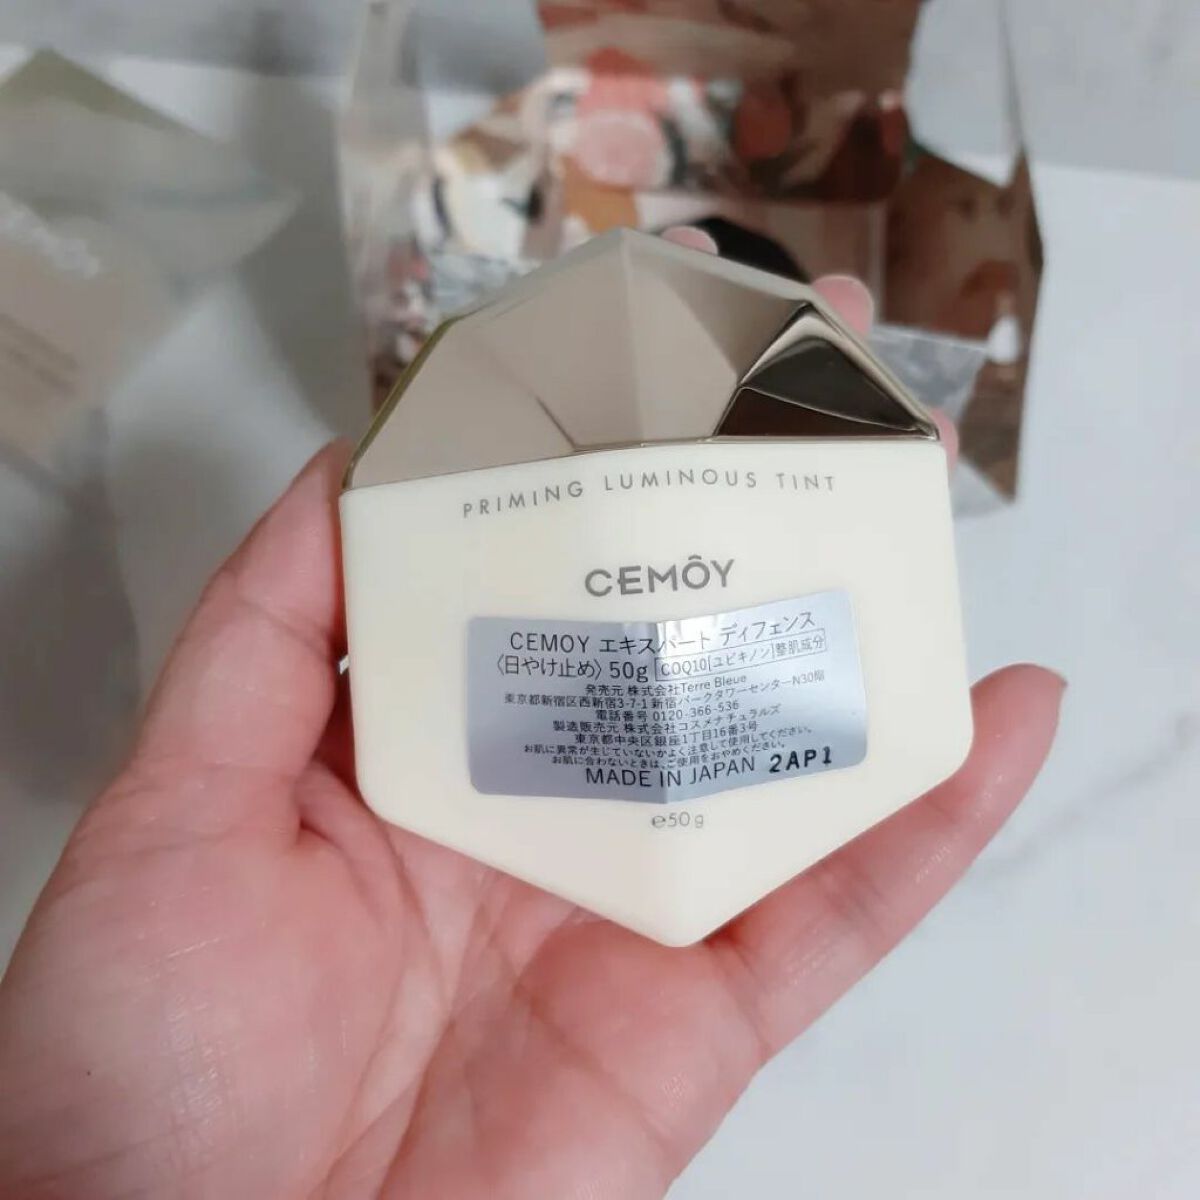 PRIMING LUMINOUS TINT
CEMÔY
CEMOY エキスパート ディフェンス
〈日やけ止め〉 50g COQ10[ユビキノン]整肌成分
発売元 株式会社Terre Bleue
東京都新宿区西新宿3-7-1 新宿パークタワーセンターN30階
電話番号 0120-366-536
製造販売元 株式会社コスメナチュラルズ
東京都中央区銀座1丁目16番3号
お肌に異常が生じていないかよく注意して使用してください。
お肌に合わないときは、ご使用をおやめください。
MADE IN JAPAN 2AP1
℮50g